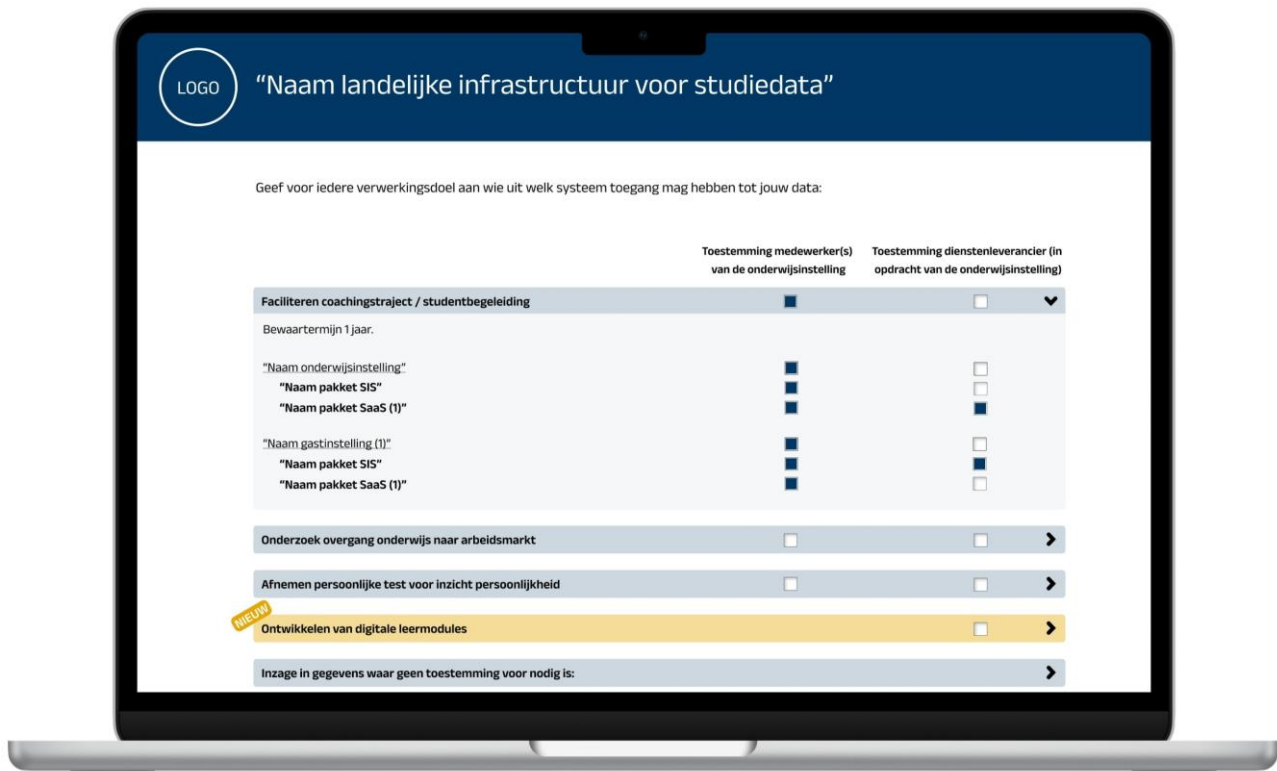 LOGO
“Naam landelijke infrastructuur voor studiedata”
Geef voor iedere verwerkingsdoel aan wie uit welk systeem toegang mag hebben tot jouw data:
Toestemming medewerker(s)
van de onderwijsinstelling
Toestemming dienstenleverancier (in
opdracht van de onderwijsinstelling)
Faciliteren coachingstraject / studentbegeleiding
Bewaartermijn 1 jaar.
“Naam onderwijsinstelling”
“Naam pakket SIS”
“Naam pakket SaaS (1)”
“Naam gastinstelling (1)”
“Naam pakket SIS”
“Naam pakket SaaS (1)”
Onderzoek overgang onderwijs naar arbeidsmarkt
Afnemen persoonlijke test voor inzicht persoonlijkheid
NIEUW
Ontwikkelen van digitale leermodules
Inzage in gegevens waar geen toestemming voor nodig is: